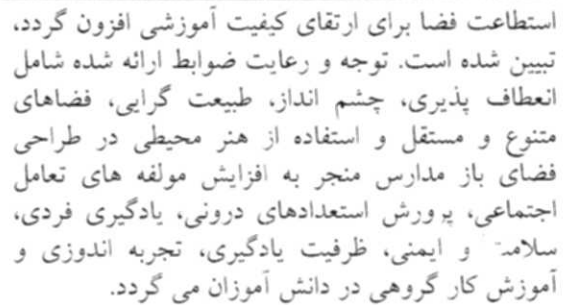 استطاعت فضا برای ارتقای کیفیت آموزشی افزون گردد،
تبیین شده است. توجه و رعایت ضوابط ارائه شده شامل
انعطاف پذیری، چشم انداز، طبیعت گرایی، فضاهای
متنوع و مستقل و استفاده از هنر محیطی در طراحی
فضای باز مدارس منجر به افزایش مولفه های تعامل
اجتماعی، پرورش استعدادهای درونی، یادگیری فردی،
و ایمنی، ظرفیت یادگیری، تجربه اندوزی و
آموزش کار گروهی در دانش آموزان می گردد.